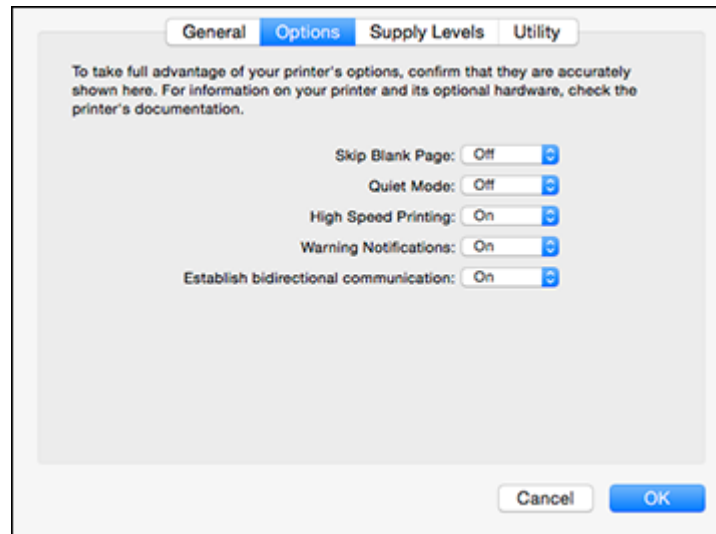 General Options Supply Levels Utility
To take full advantage of your printer's options, confirm that they are accurately
shown here. For information on your printer and its optional hardware, check the
printer's documentation.
Skip Blank Page: Off
Quiet Mode: Off
High Speed Printing: On
Warning Notifications: On
Establish bidirectional communication: On
Cancel OK